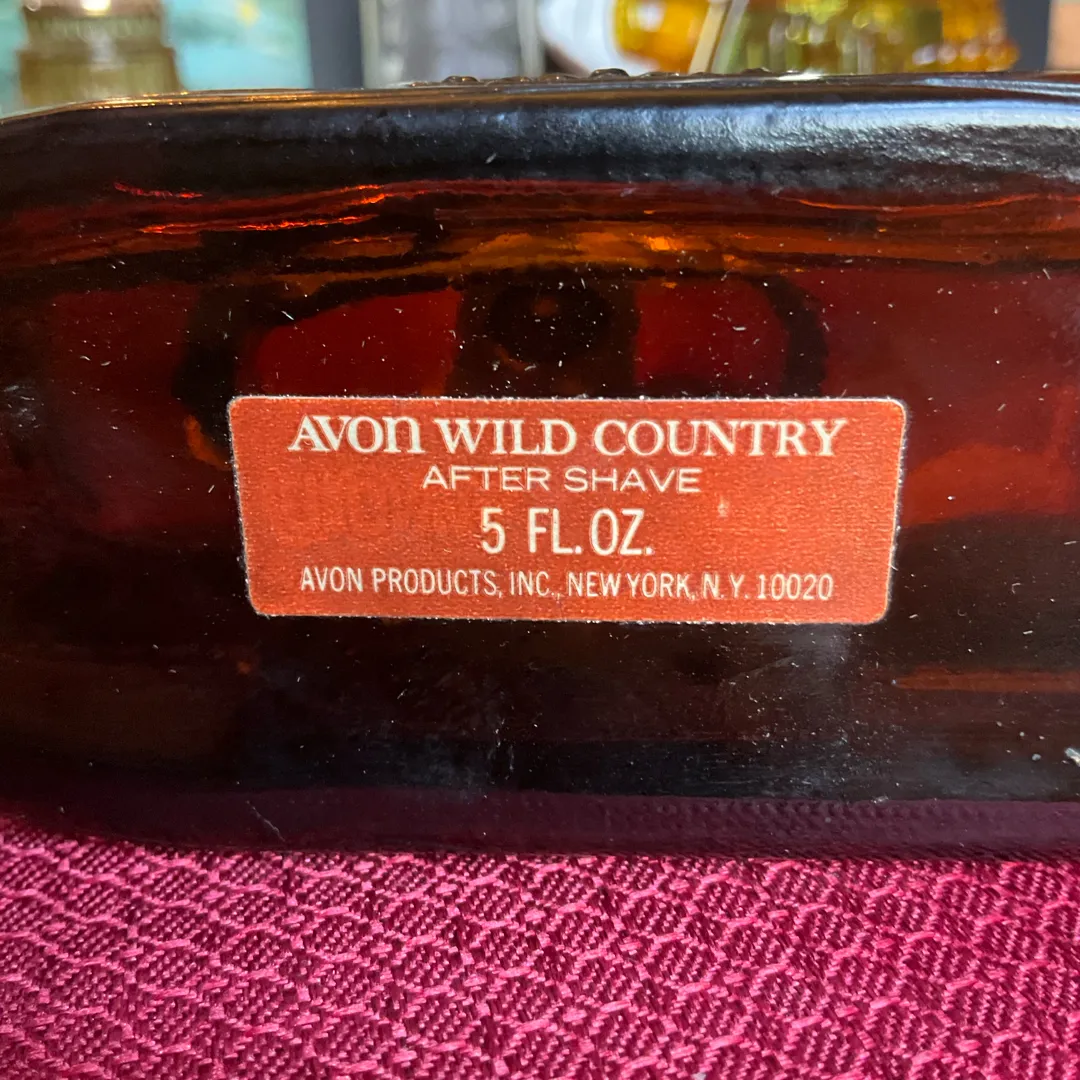 AVON WILD COUNTRY
AFTER SHAVE
5 FL. OZ.
AVON PRODUCTS, INC., NEW YORK, N.Y. 10020